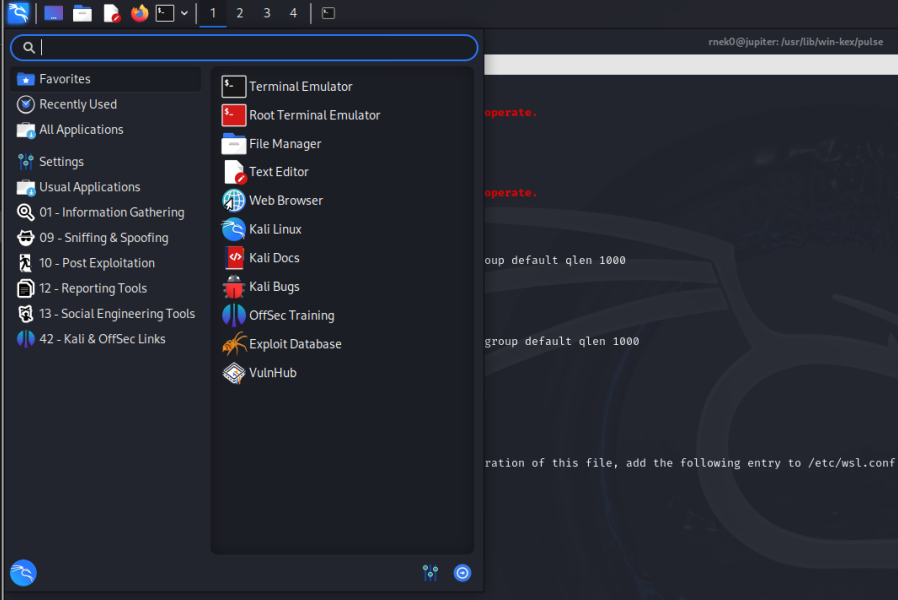 1 2 3 4
rnek0@jupiter: /usr/lib/win-kex/pulse
Favorites
Recently Used
All Applications
Settings
Usual Applications
01 - Information Gathering
09 - Sniffing & Spoofing
10 - Post Exploitation
12 - Reporting Tools
13 - Social Engineering Tools
42 - Kali & OffSec Links
Terminal Emulator
Root Terminal Emulator
File Manager
Text Editor
Web Browser
Kali Linux
Kali Docs
Kali Bugs
OffSec Training
Exploit Database
VulnHub
operate.
operate.
oup default qlen 1000
group default qlen 1000
ration of this file, add the following entry to /etc/wsl.conf